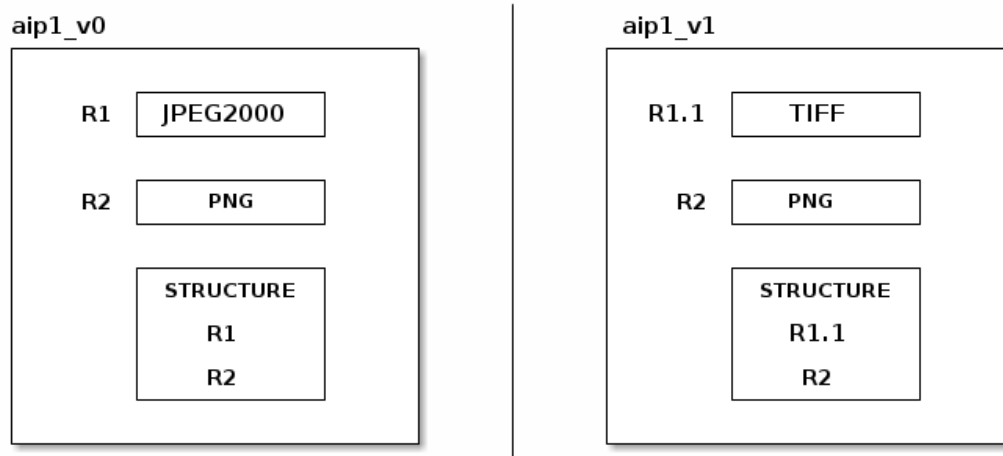 aip1_v0
R1 JPEG2000
R2 PNG
STRUCTURE
R1
R2
aip1_v1
R1.1 TIFF
R2 PNG
STRUCTURE
R1.1
R2